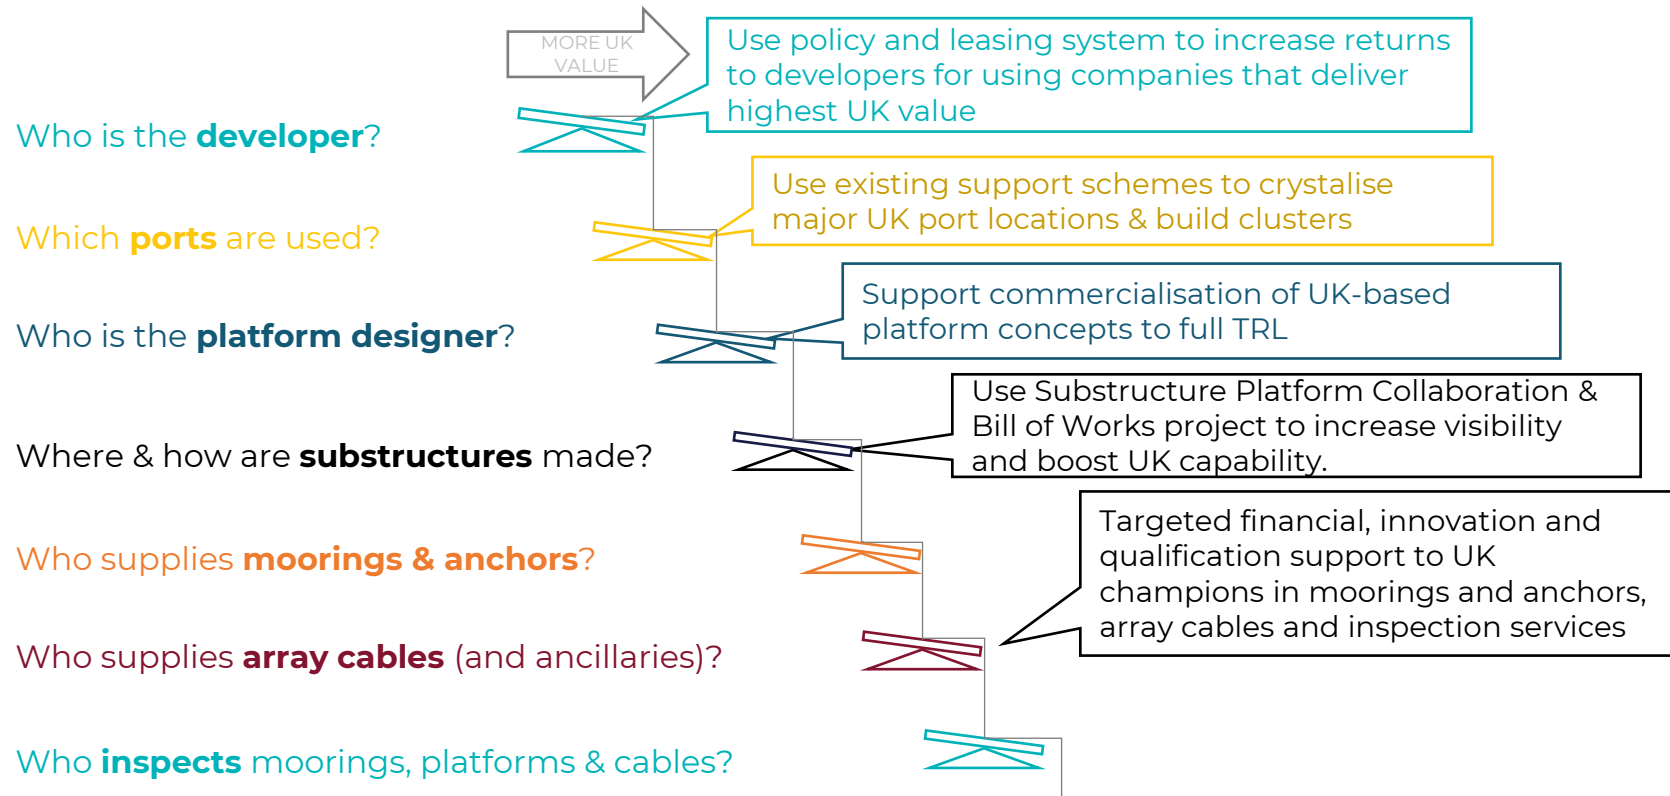 MORE UK
VALUE
Use policy and leasing system to increase returns
to developers for using companies that deliver
highest UK value
Who is the developer?
Use existing support schemes to crystalise
major UK port locations & build clusters
Which ports are used?
Support commercialisation of UK-based
platform concepts to full TRL
Who is the platform designer?
Use Substructure Platform Collaboration &
Bill of Works project to increase visibility
and boost UK capability.
Where & how are substructures made?
Targeted financial, innovation and
qualification support to UK
champions in moorings and anchors,
array cables and inspection services
Who supplies moorings & anchors?
Who supplies array cables (and ancillaries)?
Who inspects moorings, platforms & cables?